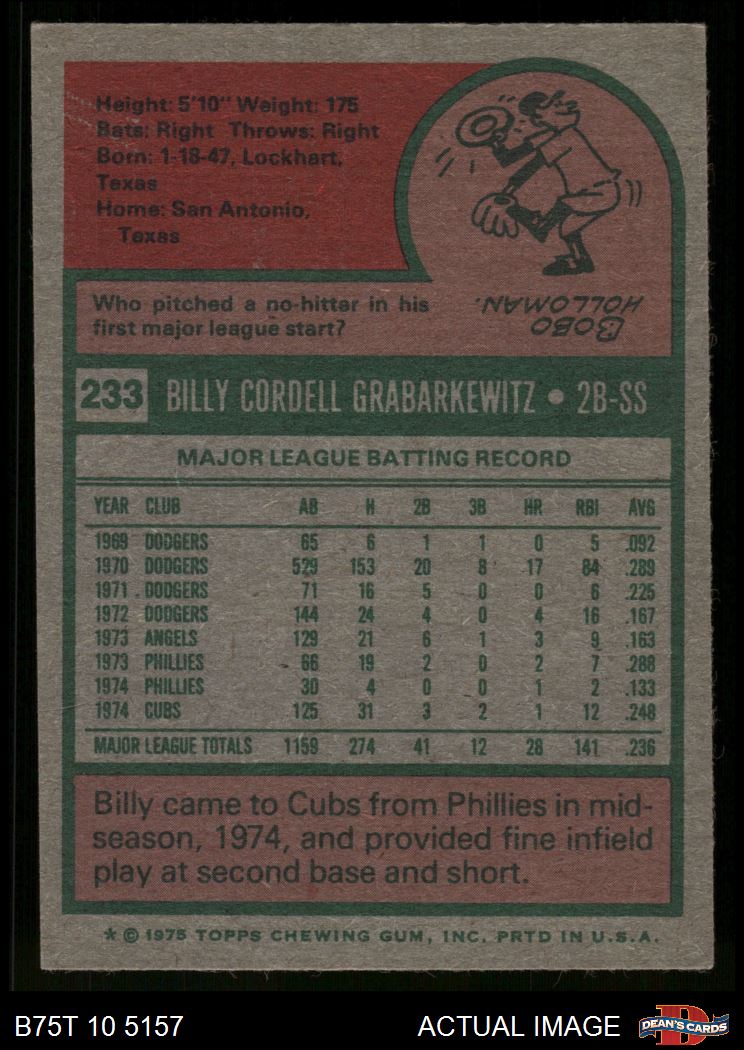 Height: 5'10" Weight: 175
Bats: Right Throws: Right
Born: 1-18-47, Lockhart,
Texas
Home: San Antonio,
Texas
Who pitched a no-hitter in his
first major league start?
BOBO
HOLLOMAN.
233 BILLY CORDELL GRABARKEWITZ • 2B-SS
MAJOR LEAGUE BATTING RECORD
YEAR CLUB AB H 2B 3B HR RBI AVG
1969 DODGERS 65 6 1 1 0 5 .092
1970 DODGERS 529 153 20 8 17 84 .289
1971 DODGERS 71 16 5 0 0 6 .225
1972 DODGERS 144 24 4 0 4 16 .167
1973 ANGELS 129 21 6 1 3 9 .163
1973 PHILLIES 66 19 2 0 2 7 .288
1974 PHILLIES 30 4 0 0 1 2 .133
1974 CUBS 125 31 3 2 1 12 .248
MAJOR LEAGUE TOTALS 1159 274 41 12 28 141 .236
Billy came to Cubs from Phillies in mid-
season, 1974, and provided fine infield
play at second base and short.
* © 1975 TOPPS CHEWING GUM, INC. PRTD IN U.S.A.
B75T 10 5157 ACTUAL IMAGE D DEAN'S CARDS